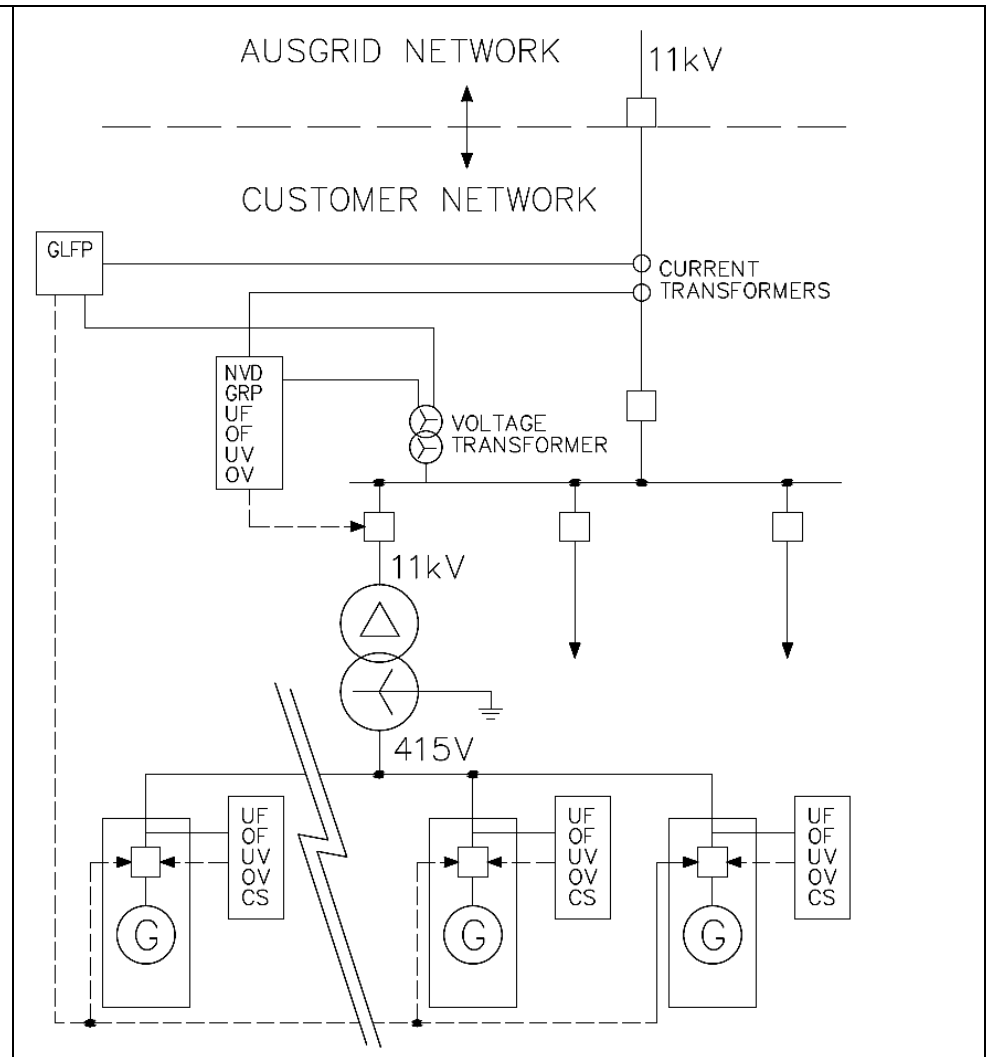 AUSGRID NETWORK
11kV
CUSTOMER NETWORK
GLFP
CURRENT
TRANSFORMERS
NVD
GRP
UF
OF
UV
OV
VOLTAGE
TRANSFORMER
11kV
415V
UF
OF
UV
OV
CS
UF
OF
UV
OV
CS
UF
OF
UV
OV
CS
G
G
G